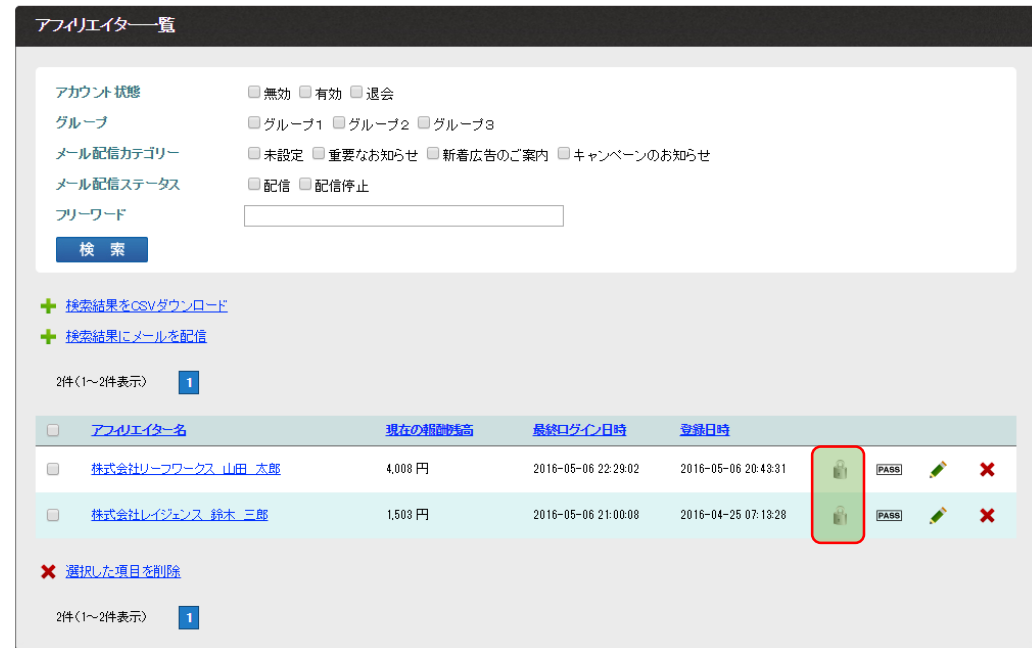 アフィリエイター一覧
アカウント状態 無効 有効 退会
グループ グループ1 グループ2 グループ3
メール配信カテゴリー 未設定 重要なお知らせ 新着広告のご案内 キャンペーンのお知らせ
メール配信ステータス 配信 配信停止
フリーワード
検 索
検索結果をCSVダウンロード
検索結果にメールを配信
2件(1～2件表示) 1
アフィリエイター名 現在の報酬残高 最終ログイン日時 登録日時
株式会社リーフワークス 山田 太郎 4,008 円 2016-05-06 22:29:02 2016-05-06 20:43:31 PASS
株式会社レイジェンス 鈴木 三郎 1,503 円 2016-05-06 21:00:08 2016-04-25 07:13:28 PASS
選択した項目を削除
2件(1～2件表示) 1